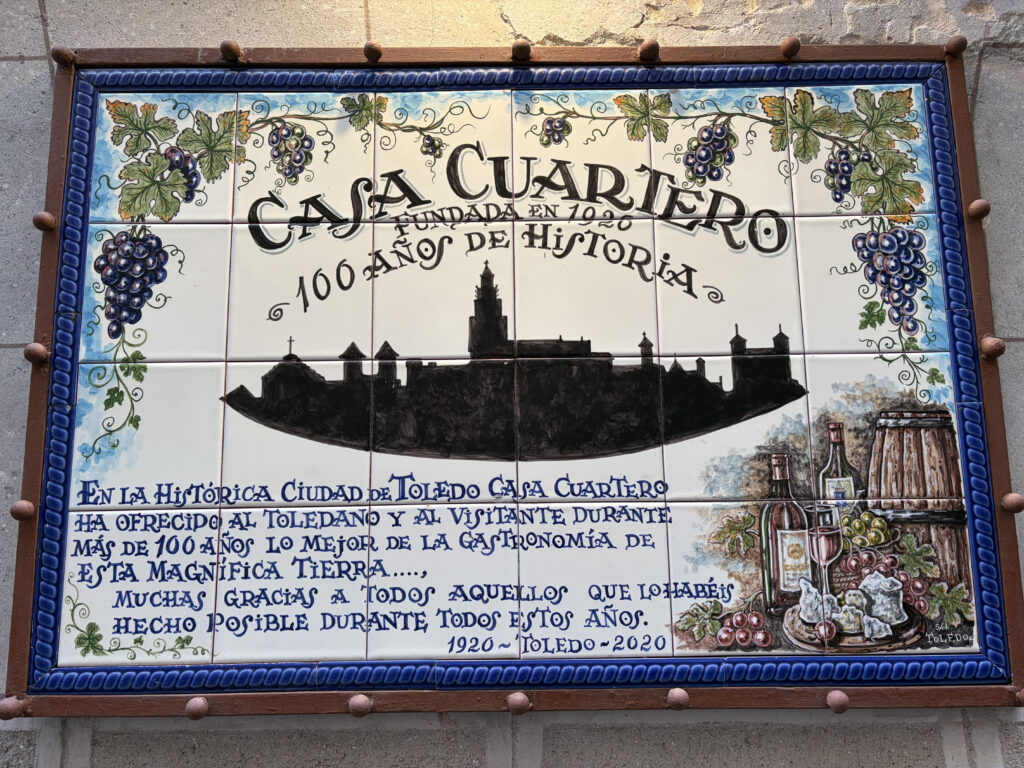 CASA CUARTERO
FUNDADA EN 1920
100 AÑOS DE HISTORIA
EN LA HISTÓRICA CIUDAD DE TOLEDO CASA CUARTERO
HA OFRECIDO AL TOLEDANO Y AL VISITANTE DURANTE
MÁS DE 100 AÑOS LO MEJOR DE LA GASTRONOMÍA DE
ESTA MAGNÍFICA TIERRA....,
MUCHAS GRACIAS A TODOS AQUELLOS QUE LO HABÉIS
HECHO POSIBLE DURANTE TODOS ESTOS AÑOS.
1920 ~ TOLEDO ~ 2020
TOLEDO